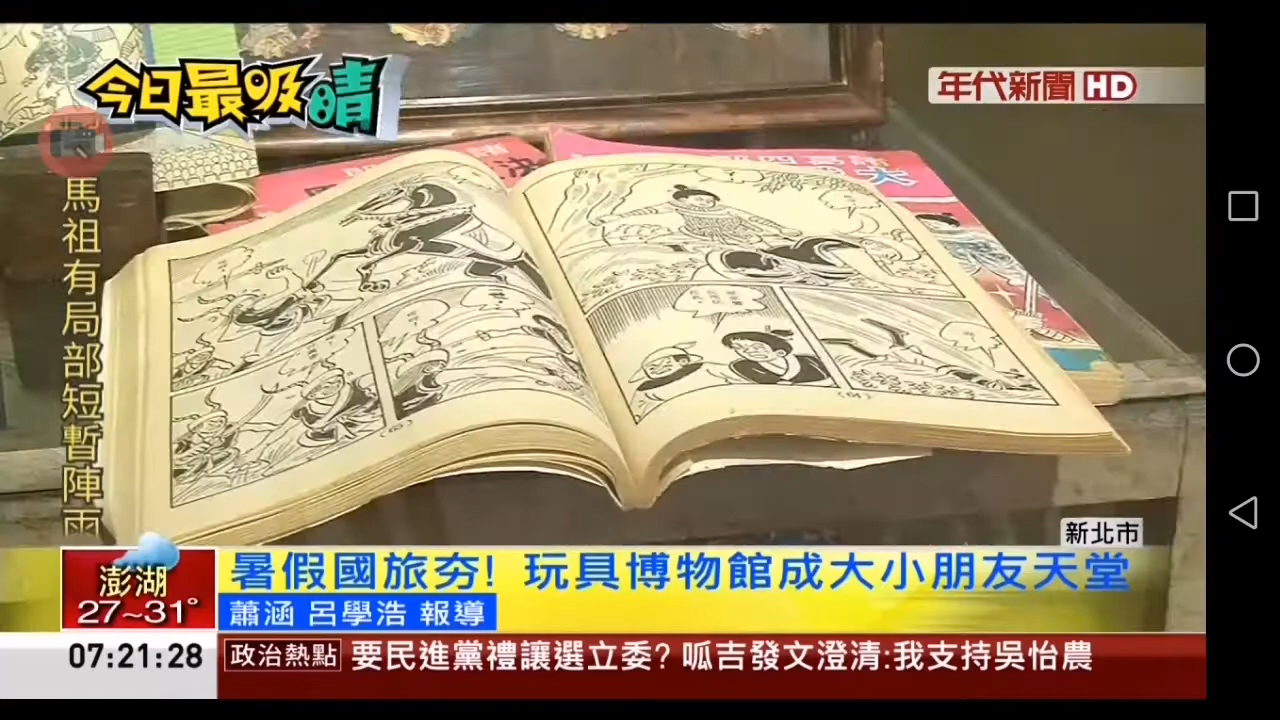 今日最吸睛
年代新聞HD
馬祖有局部短暫陣雨
(63)
(64)
新北市
澎湖
27~31°
暑假國旅夯! 玩具博物館成大小朋友天堂
蕭涵 呂學浩 報導
07:21:28
政治熱點 要民進黨禮讓選立委? 呱吉發文澄清:我支持吳怡農